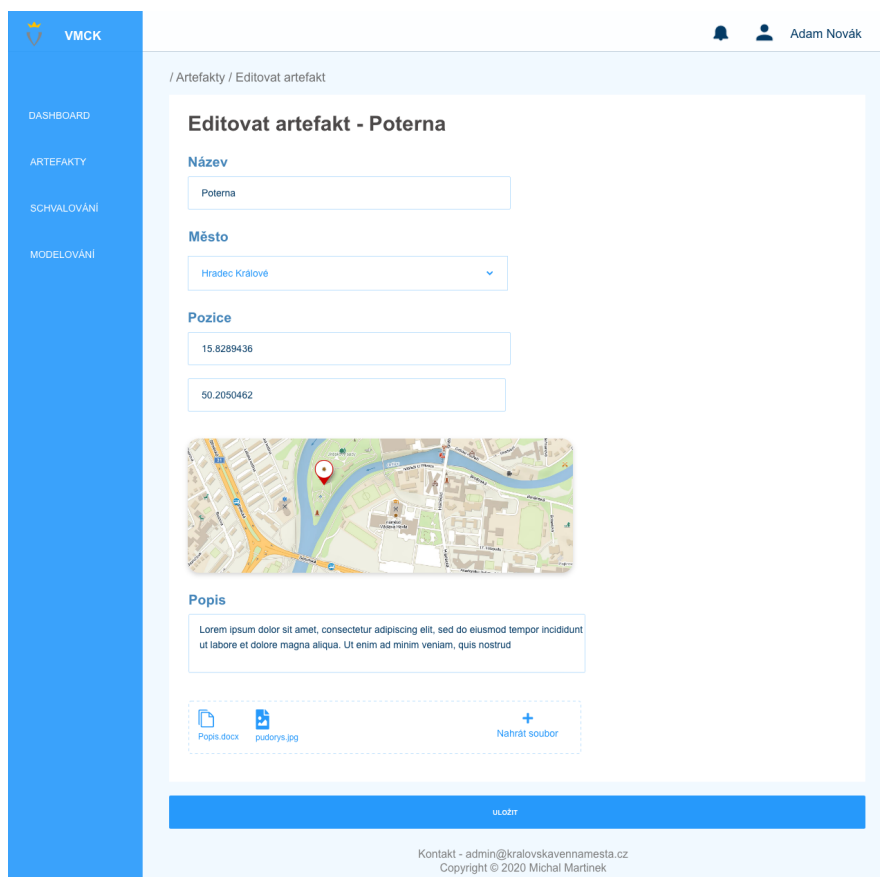 VMCK
Adam Novák
/ Artefakty / Editovat artefakt
DASHBOARD
ARTEFAKTY
SCHVALOVÁNÍ
MODELOVÁNÍ
Editovat artefakt - Poterna
Název
Poterna
Město
Hradec Králové
Pozice
15.8289436
50.2050462
Popis
Lorem ipsum dolor sit amet, consectetur adipiscing elit, sed do eiusmod tempor incididunt
ut labore et dolore magna aliqua. Ut enim ad minim veniam, quis nostrud
Popis.docx
pudorys.jpg
Nahrát soubor
ULOŽIT
Kontakt - admin@kralovskavennamesta.cz
Copyright © 2020 Michal Martinek